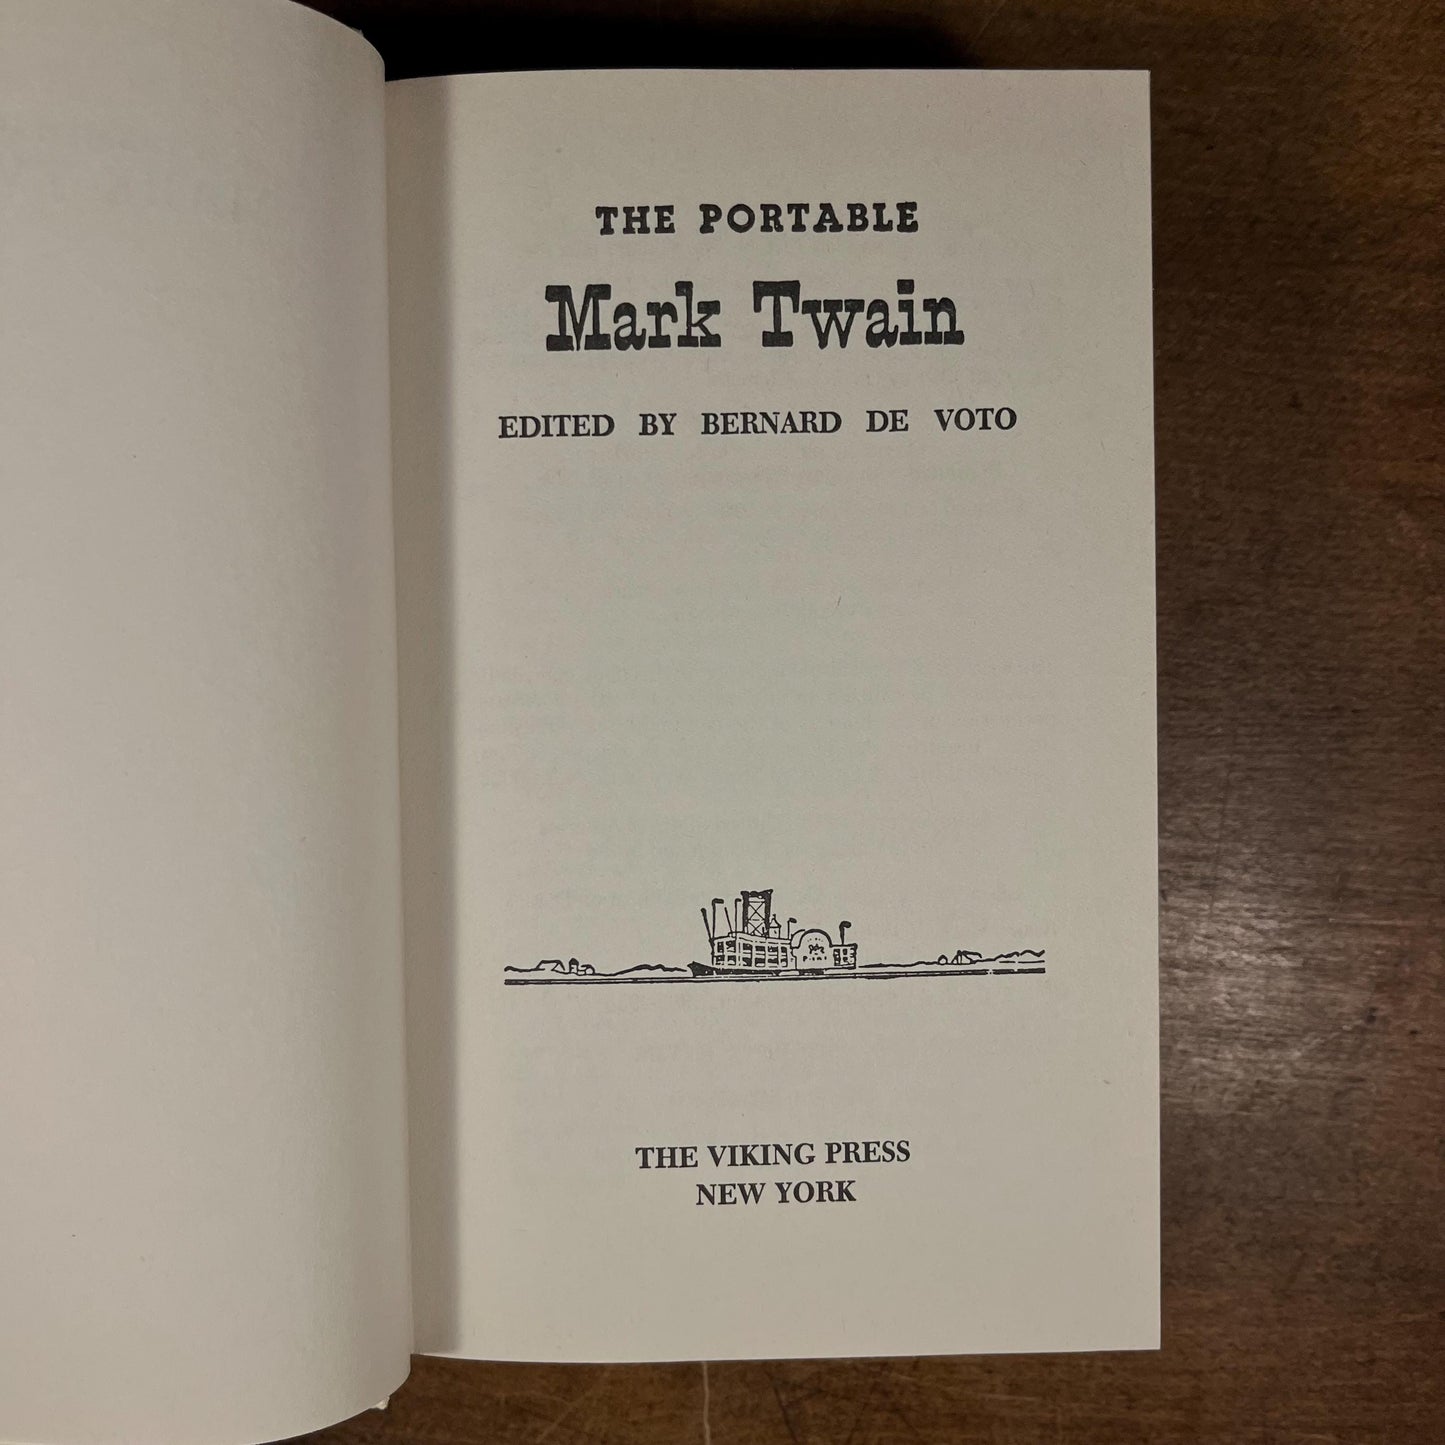 THE PORTABLE
Mark Twain
EDITED BY BERNARD DE VOTO
THE VIKING PRESS
NEW YORK